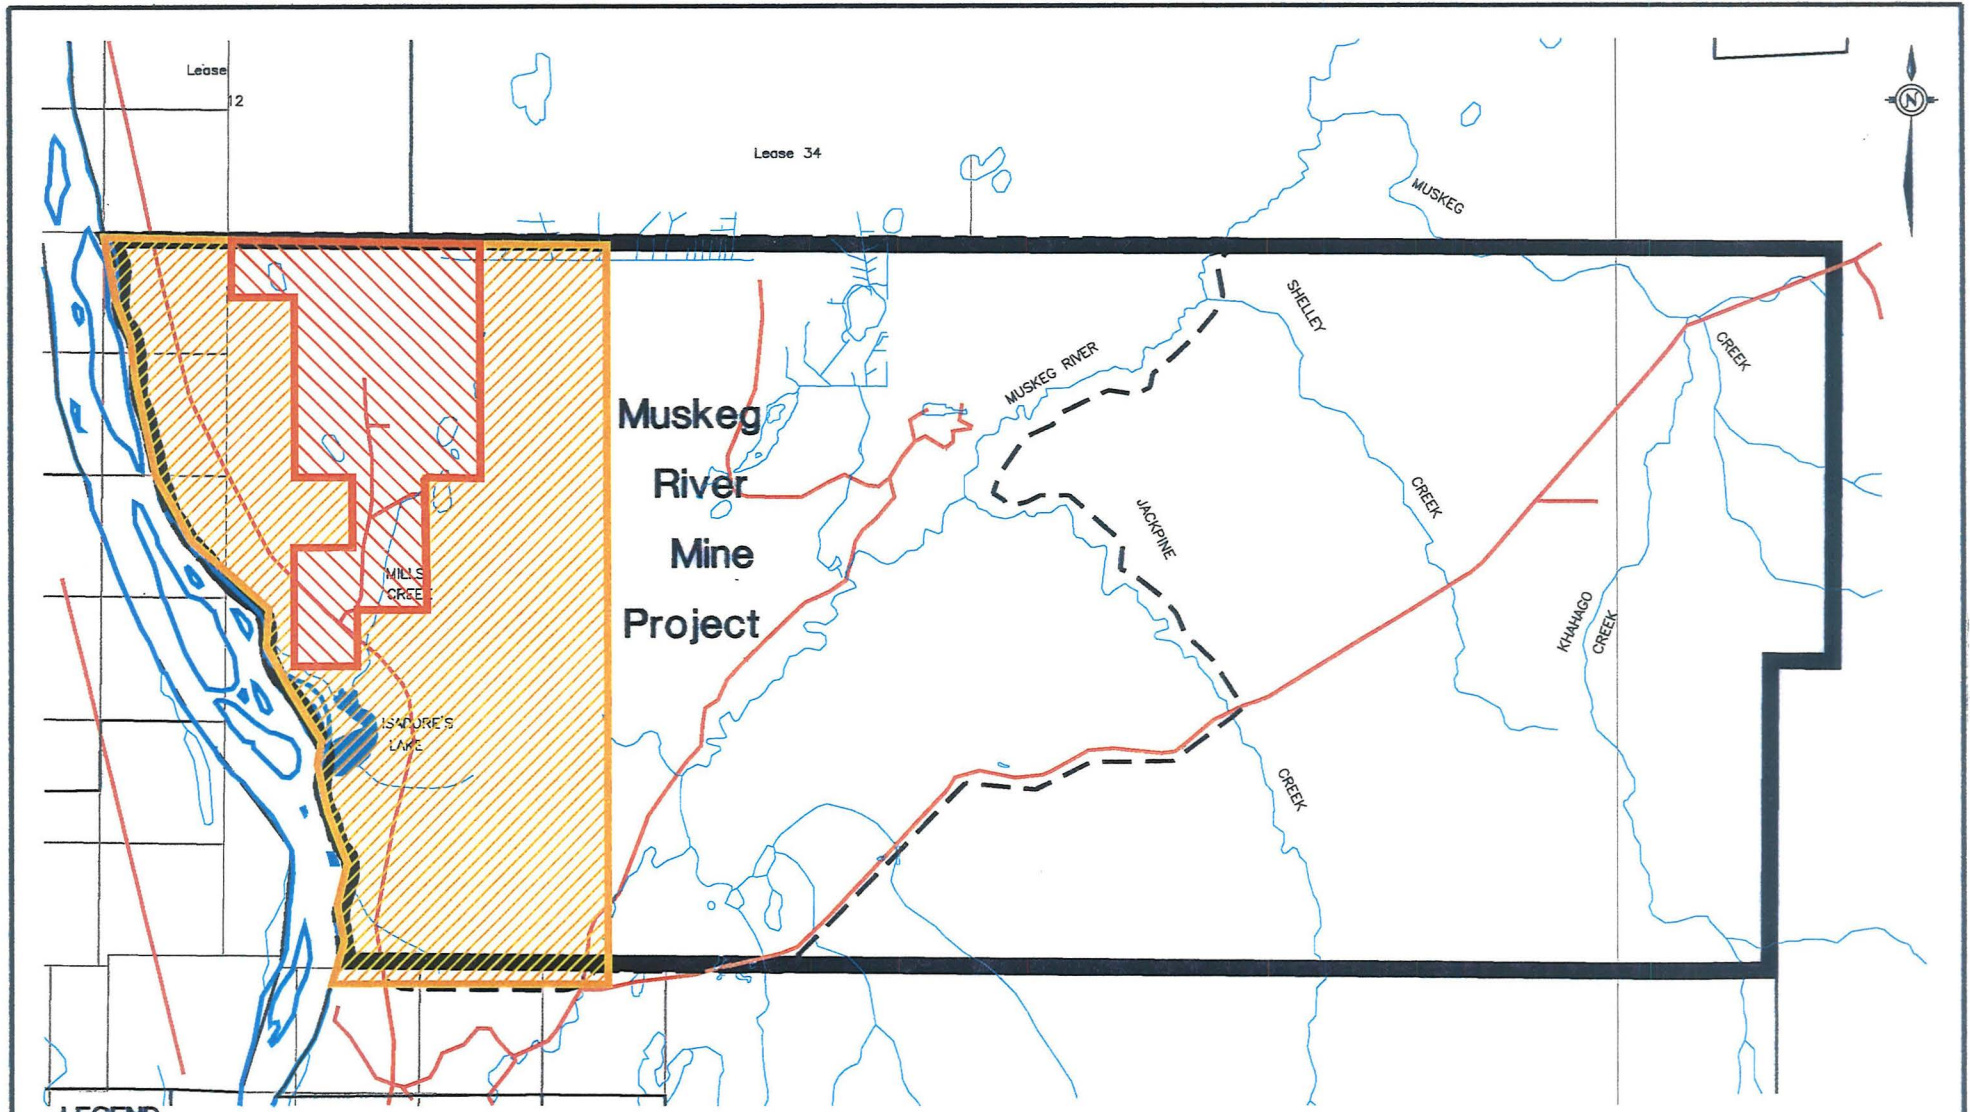 Lease
12
Lease 34
N
MUSKEG
SHELLEY
MUSKEG RIVER
CREEK
Muskeg
River
Mine
Project
CREEK
JACKPINE
MILLS
CREEK
KHAHAGO
CREEK
ISADORE'S
LAKE
CREEK
LEGEND